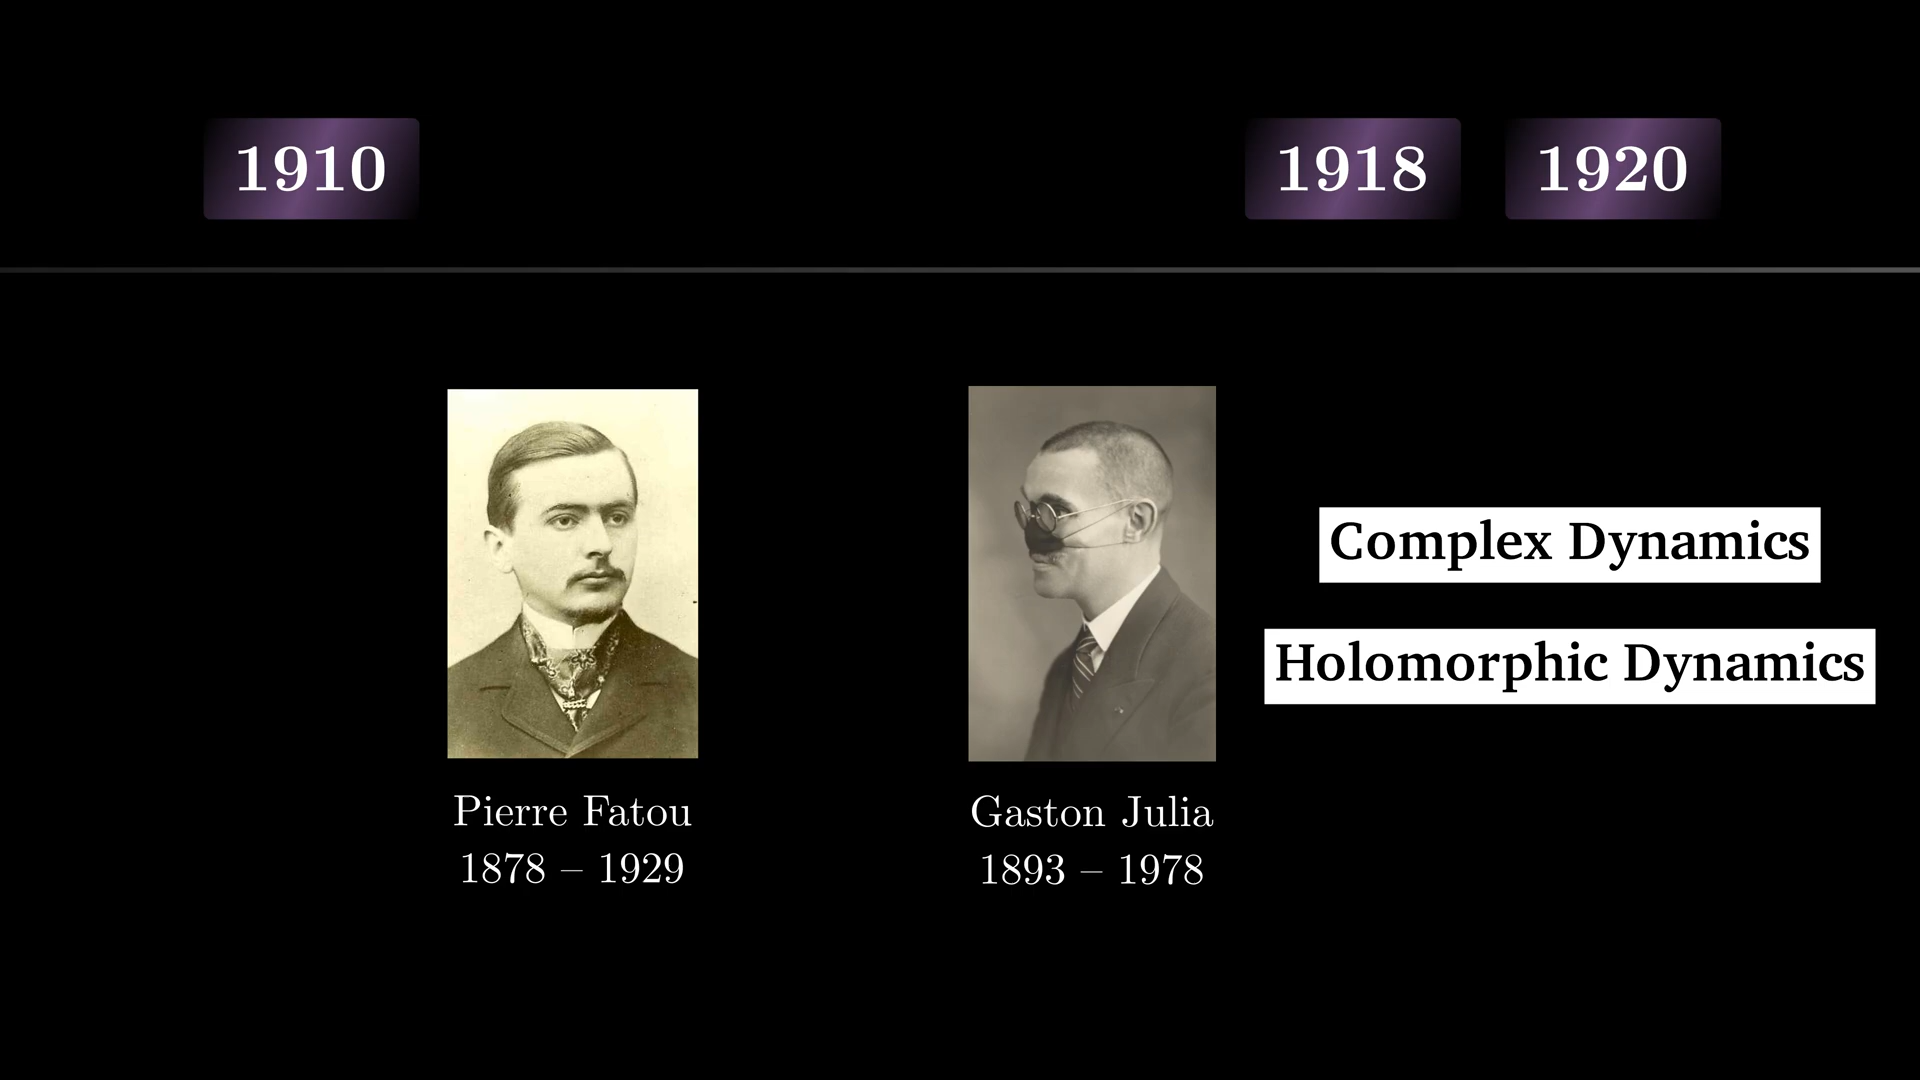 1910
1918
1920
Complex Dynamics
Holomorphic Dynamics
Pierre Fatou
1878 – 1929
Gaston Julia
1893 – 1978